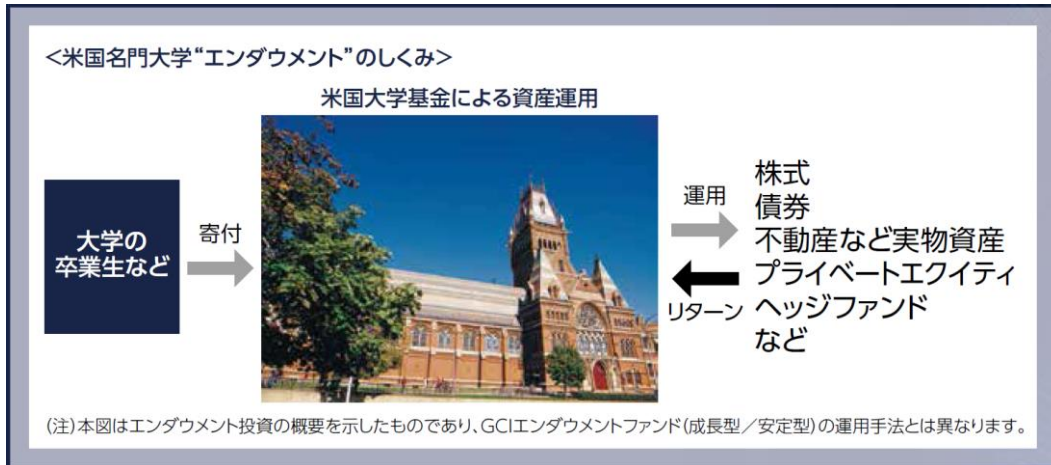 <米国名門大学“エンダウメント”のしくみ>
米国大学基金による資産運用
大学の
卒業生など
寄付
運用
リターン
株式
債券
不動産など実物資産
プライベートエクイティ
ヘッジファンド
など
(注)本図はエンダウメント投資の概要を示したものであり、GCIエンダウメントファンド(成長型/安定型)の運用手法とは異なります。